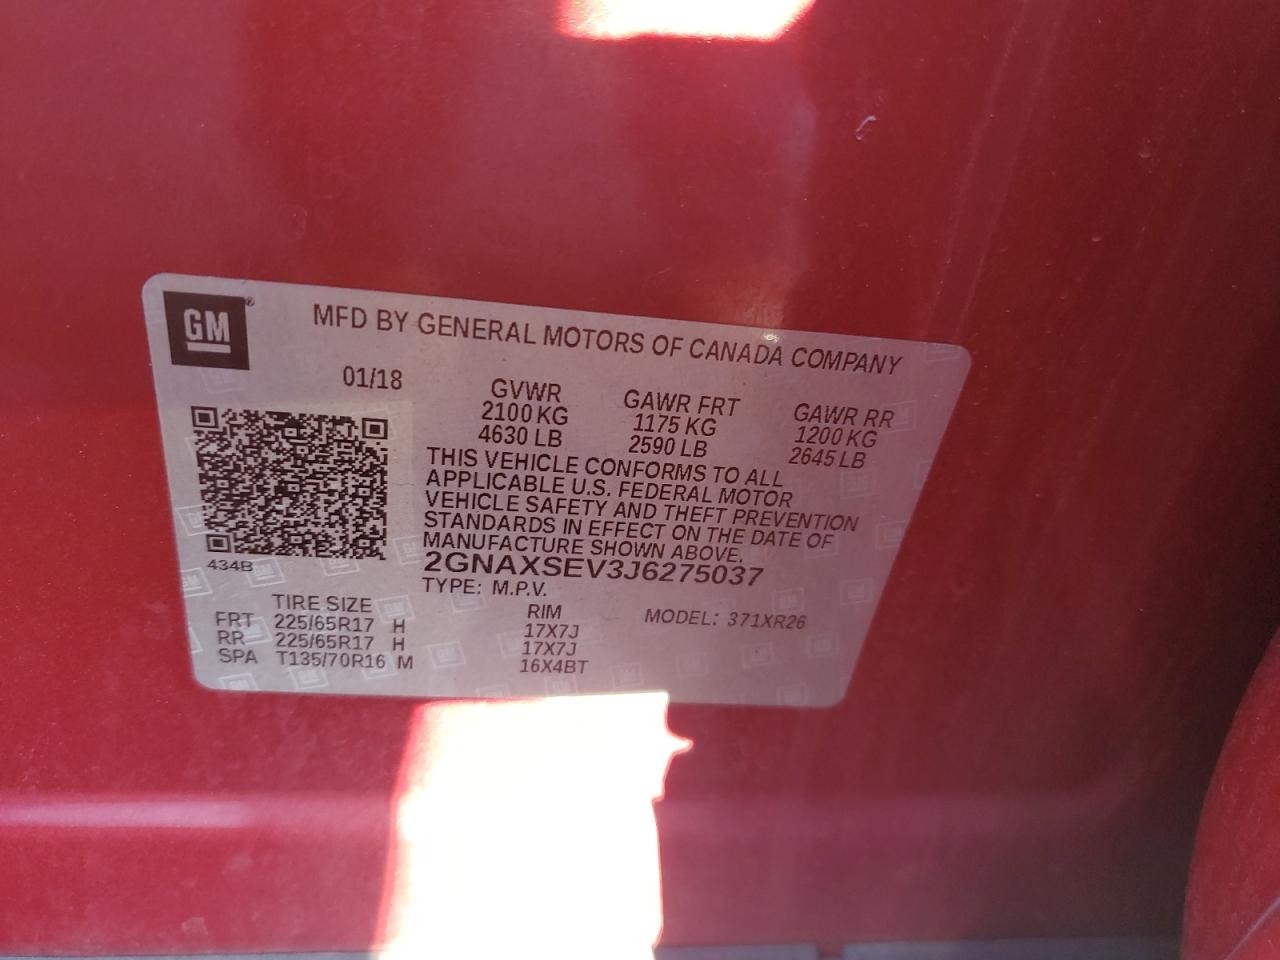 GM
MFD BY GENERAL MOTORS OF CANADA COMPANY
01/18
GVWR
2100 KG
4630 LB
GAWR FRT
1175 KG
2590 LB
GAWR RR
1200 KG
2645 LB
THIS VEHICLE CONFORMS TO ALL
APPLICABLE U.S. FEDERAL MOTOR
VEHICLE SAFETY AND THEFT PREVENTION
STANDARDS IN EFFECT ON THE DATE OF
MANUFACTURE SHOWN ABOVE.
434B
2GNAXSEV3J6275037
TYPE: M.P.V.
MODEL: 371XR26
TIRE SIZE RIM
FRT 225/65R17 H 17X7J
RR 225/65R17 H 17X7J
SPA T135/70R16 M 16X4BT